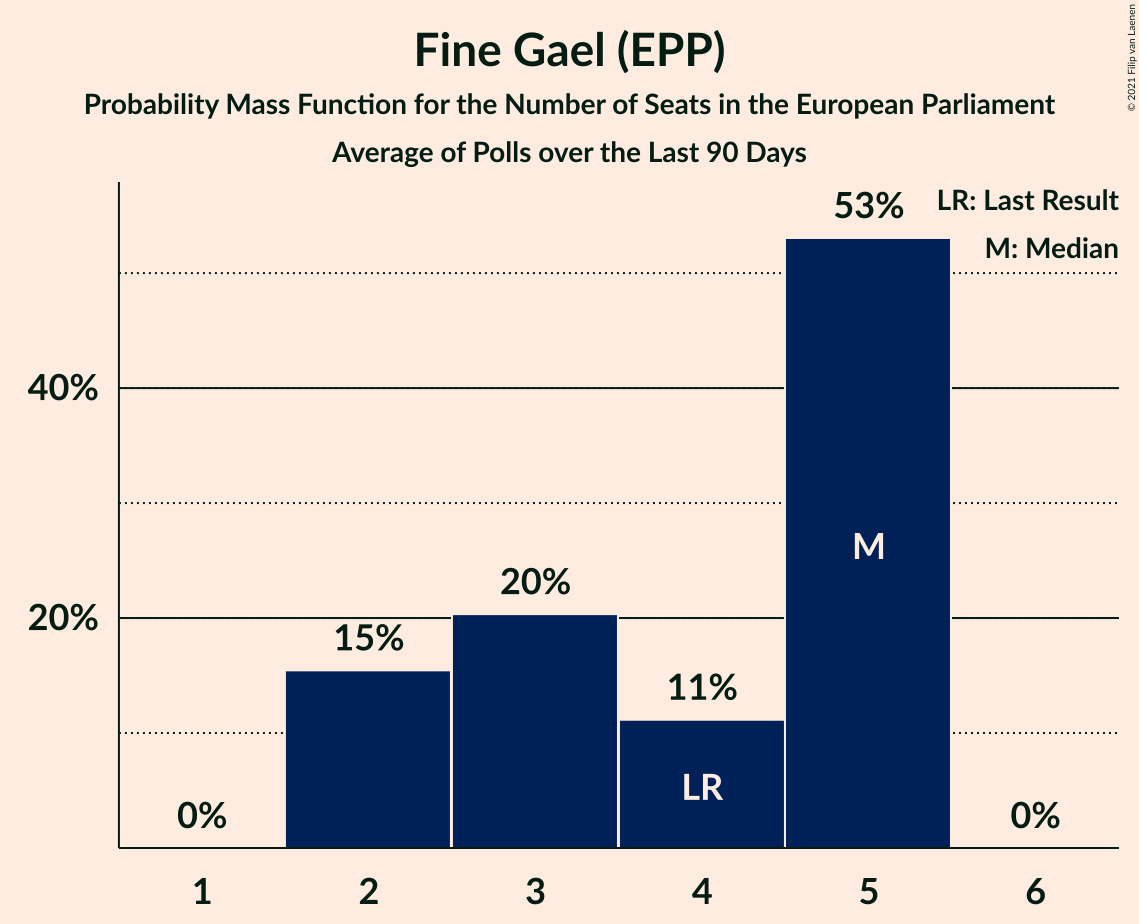 Fine Gael (EPP)
Probability Mass Function for the Number of Seats in the European Parliament
Average of Polls over the Last 90 Days
© 2021 Filip van Laenen
LR: Last Result
M: Median
53%
40%
M
20%
20%
15%
11%
LR
0%
0%
1 2 3 4 5 6